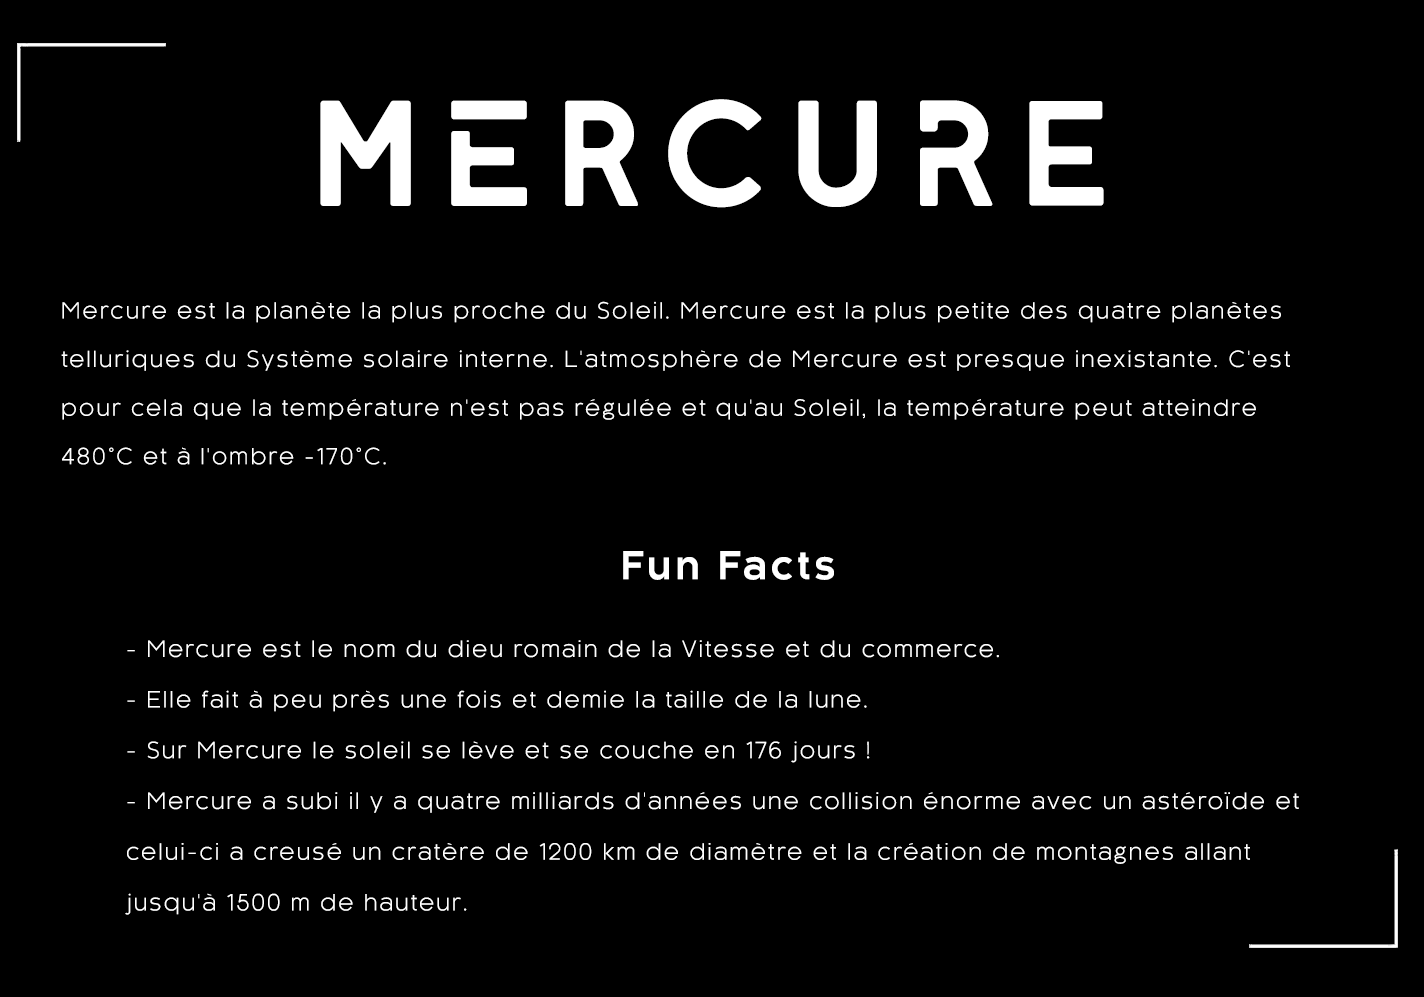 MERCURE
Mercure est la planète la plus proche du Soleil. Mercure est la plus petite des quatre planètes
telluriques du Système solaire interne. L'atmosphère de Mercure est presque inexistante. C'est
pour cela que la température n'est pas régulée et qu'au Soleil, la température peut atteindre
480°C et à l'ombre -170°C.
Fun Facts
- Mercure est le nom du dieu romain de la Vitesse et du commerce.
- Elle fait à peu près une fois et demie la taille de la lune.
- Sur Mercure le soleil se lève et se couche en 176 jours !
- Mercure a subi il y a quatre milliards d'années une collision énorme avec un astéroïde et
celui-ci a creusé un cratère de 1200 km de diamètre et la création de montagnes allant
jusqu'à 1500 m de hauteur.